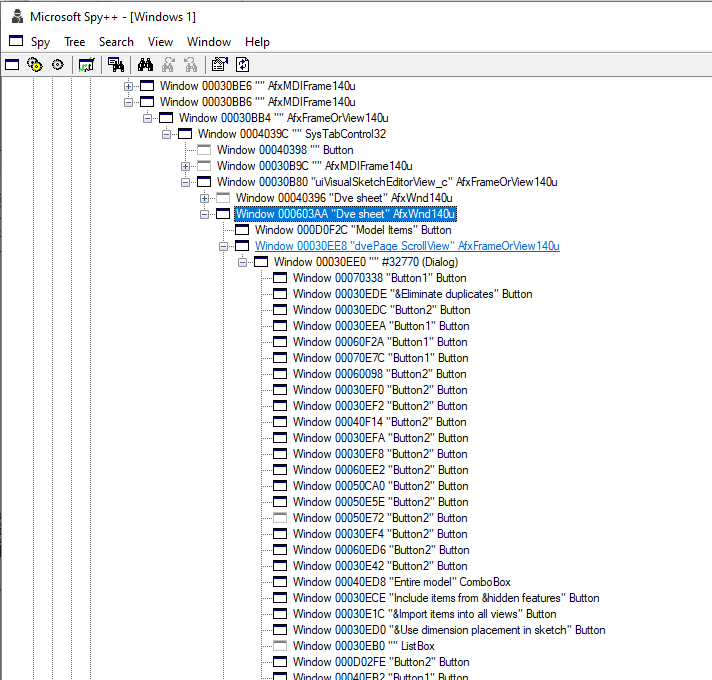 Microsoft Spy++ - [Windows 1]
Spy Tree Search View Window Help
Window 00030BE6 "" AfxMDIFrame140u
Window 00030BB6 "" AfxMDIFrame140u
Window 00030BB4 "" AfxFrameOrView140u
Window 0004039C "" SysTabControl32
Window 00040398 "" Button
Window 00030B9C "" AfxMDIFrame140u
Window 00030B80 "uiVisualSketchEditorView_c" AfxFrameOrView140u
Window 00040396 "Dve sheet" AfxWnd140u
Window 000603AA "Dve sheet" AfxWnd140u
Window 000D0F2C "Model Items" Button
Window 00030EE8 "dvePage ScrollView" AfxFrameOrView140u
Window 00030EE0 "" #32770 (Dialog)
Window 00070338 "Button1" Button
Window 00030EDE "&Eliminate duplicates" Button
Window 00030EDC "Button2" Button
Window 00030EEA "Button1" Button
Window 00060F2A "Button1" Button
Window 00070E7C "Button1" Button
Window 00060098 "Button2" Button
Window 00030EF0 "Button2" Button
Window 00030EF2 "Button2" Button
Window 00040F14 "Button2" Button
Window 00030EFA "Button2" Button
Window 00030EF8 "Button2" Button
Window 00060EE2 "Button2" Button
Window 00050CA0 "Button2" Button
Window 00050E5E "Button2" Button
Window 00050E72 "Button2" Button
Window 00030EF4 "Button2" Button
Window 00060ED6 "Button2" Button
Window 00030E42 "Button2" Button
Window 00040ED8 "Entire model" ComboBox
Window 00030ECE "Include items from &hidden features" Button
Window 00030E1C "&Import items into all views" Button
Window 00030ED0 "&Use dimension placement in sketch" Button
Window 00030EB0 "" ListBox
Window 000D02FE "Button2" Button
Window 00040EB2 "Button1" Button